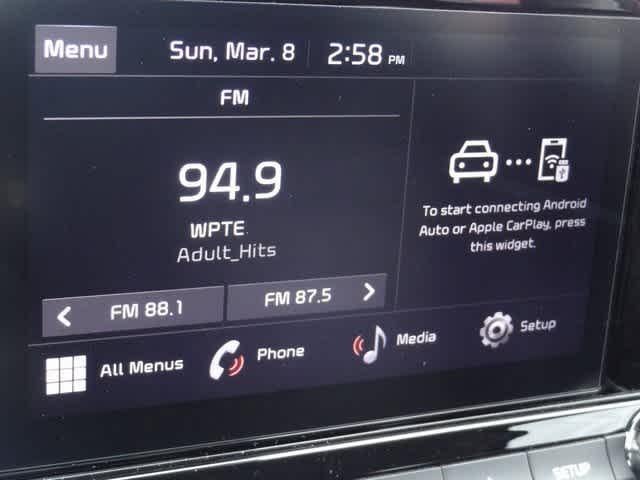 Menu
Sun, Mar. 8
2:58 PM
FM
94.9
WPTE
Adult_Hits
FM 88.1
FM 87.5
To start connecting Android
Auto or Apple CarPlay, press
this widget.
All Menus
Phone
Media
Setup
SETUP